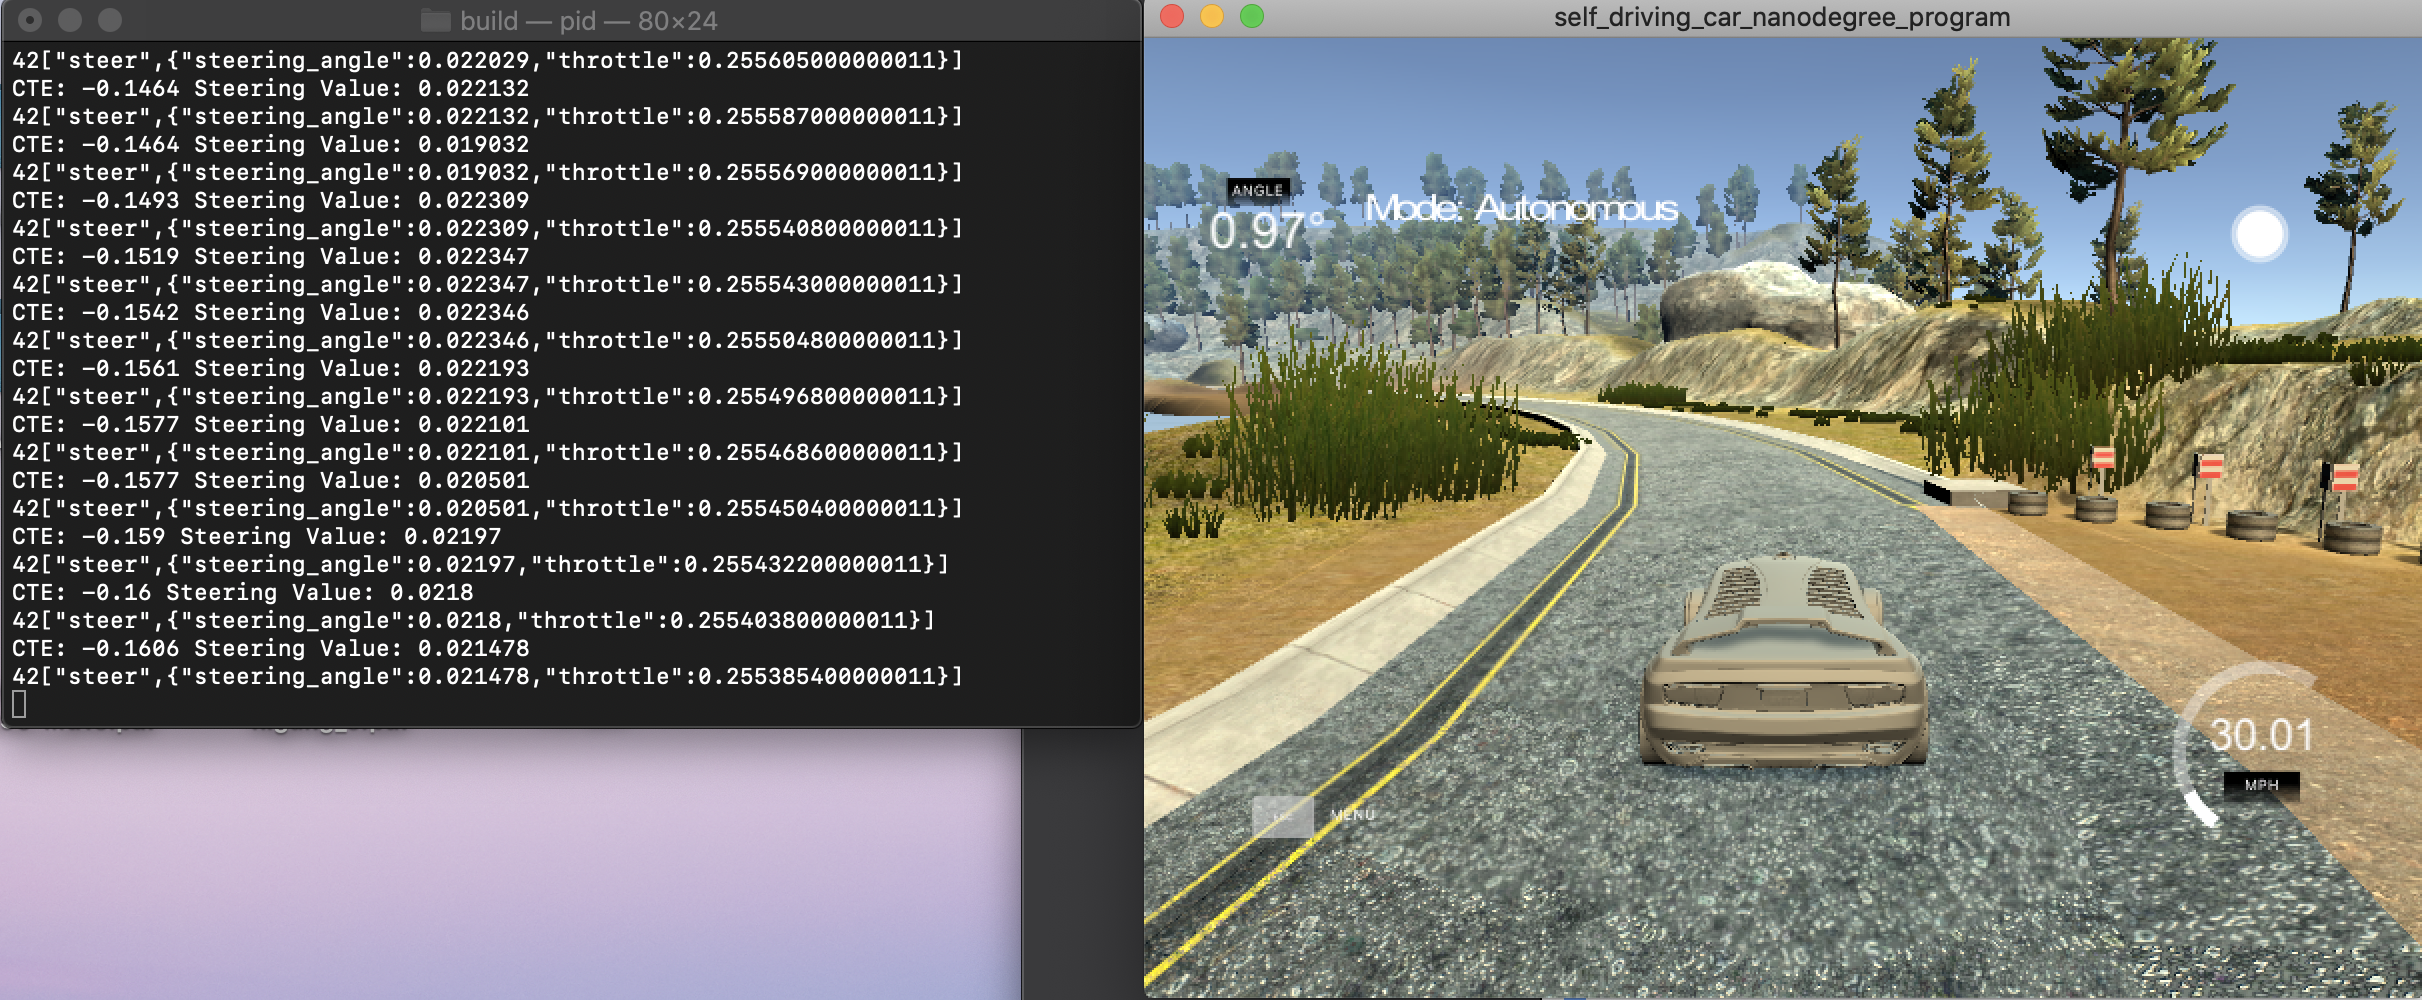 build — pid — 80×24
42["steer",{"steering_angle":0.022029,"throttle":0.255605000000011}]
CTE: -0.1464 Steering Value: 0.022132
42["steer",{"steering_angle":0.022132,"throttle":0.255587000000011}]
CTE: -0.1464 Steering Value: 0.019032
42["steer",{"steering_angle":0.019032,"throttle":0.255569000000011}]
CTE: -0.1493 Steering Value: 0.022309
42["steer",{"steering_angle":0.022309,"throttle":0.255540800000011}]
CTE: -0.1519 Steering Value: 0.022347
42["steer",{"steering_angle":0.022347,"throttle":0.255543000000011}]
CTE: -0.1542 Steering Value: 0.022346
42["steer",{"steering_angle":0.022346,"throttle":0.255504800000011}]
CTE: -0.1561 Steering Value: 0.022193
42["steer",{"steering_angle":0.022193,"throttle":0.255496800000011}]
CTE: -0.1577 Steering Value: 0.022101
42["steer",{"steering_angle":0.022101,"throttle":0.255468600000011}]
CTE: -0.1577 Steering Value: 0.020501
42["steer",{"steering_angle":0.020501,"throttle":0.255450400000011}]
CTE: -0.159 Steering Value: 0.02197
42["steer",{"steering_angle":0.02197,"throttle":0.255432200000011}]
CTE: -0.16 Steering Value: 0.0218
42["steer",{"steering_angle":0.0218,"throttle":0.255403800000011}]
CTE: -0.1606 Steering Value: 0.021478
42["steer",{"steering_angle":0.021478,"throttle":0.255385400000011}]
self_driving_car_nanodegree_program
ANGLE
0.97°
Mode: Autonomous
30.01
MPH
MENU